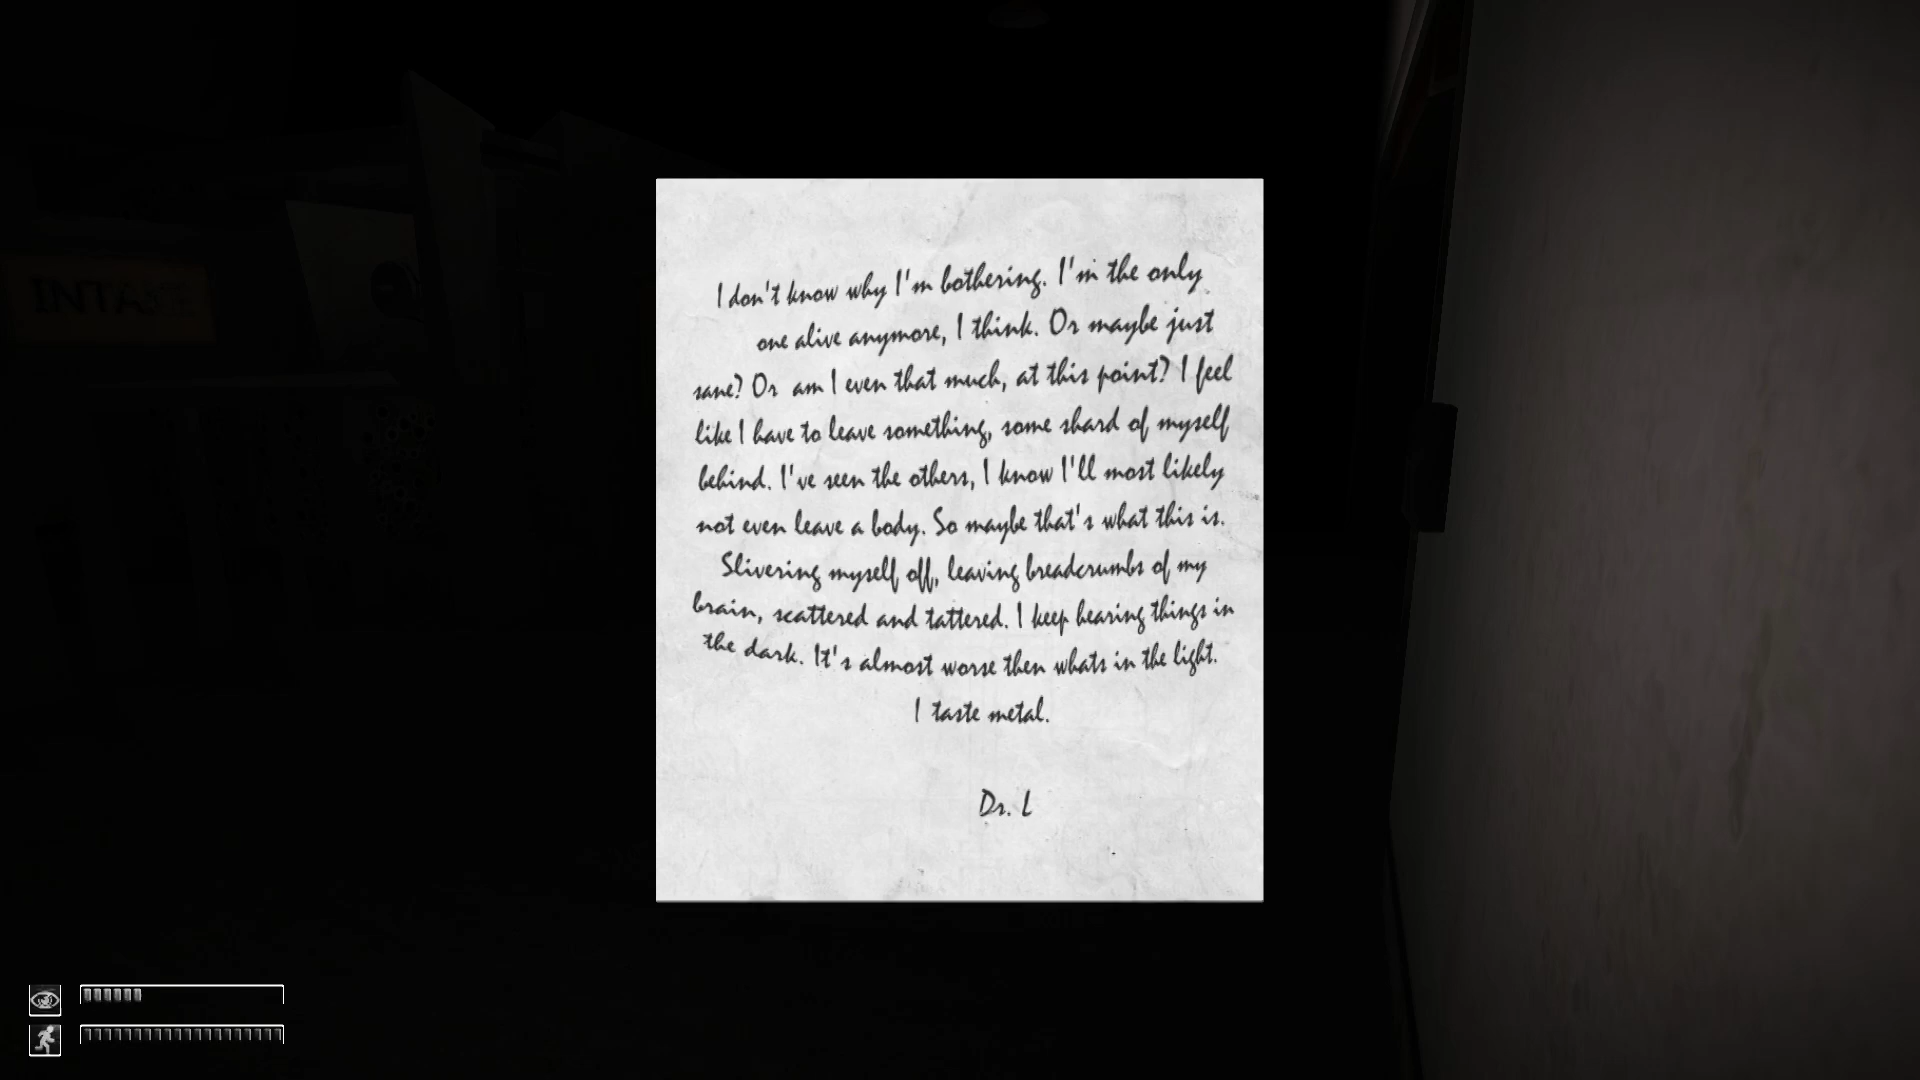 INTAKE
I don't know why I'm bothering. I'm the only
one alive anymore, I think. Or maybe just
sane? Or am I even that much, at this point? I feel
like I have to leave something, some shard of myself
behind. I've seen the others, I know I'll most likely
not even leave a body. So maybe that's what this is.
Slivering myself off, leaving breadcrumbs of my
brain, scattered and tattered. I keep hearing things in
the dark. It's almost worse then whats in the light.
I taste metal.
Dr. L